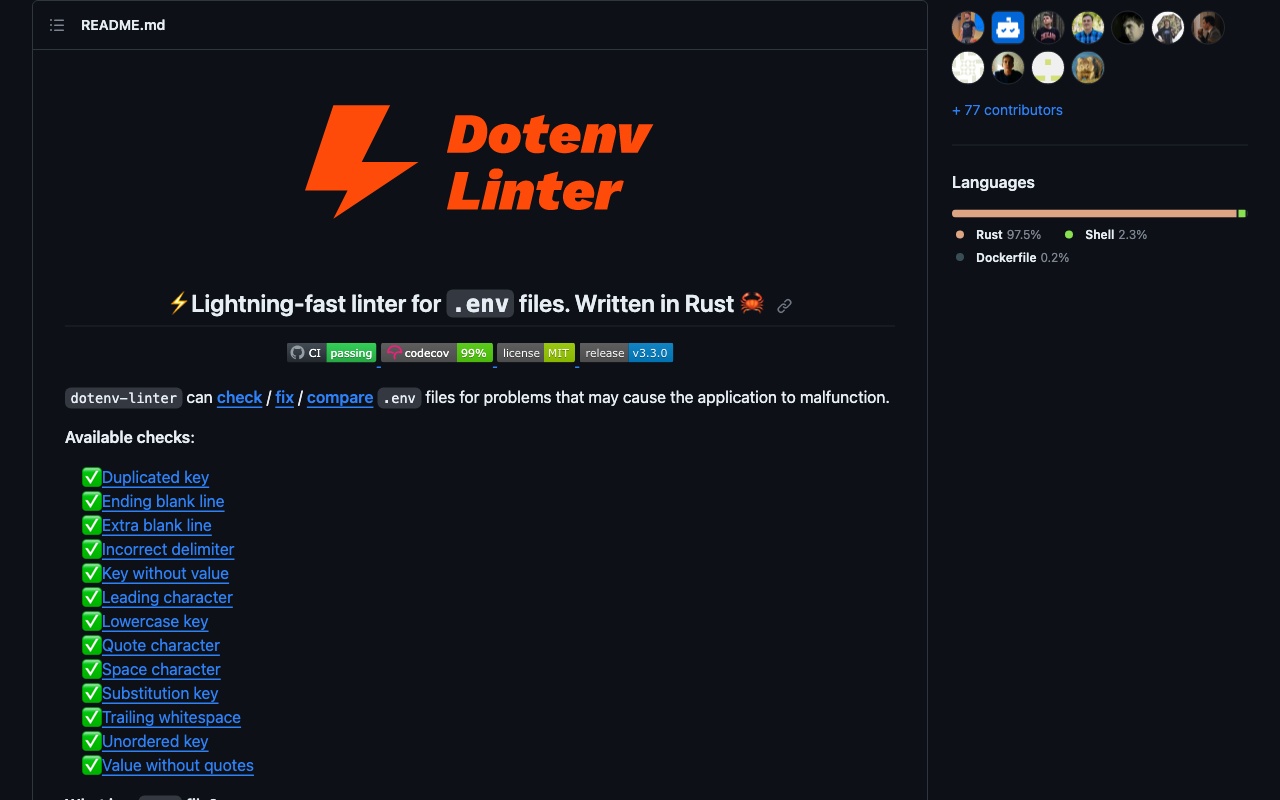 README.md
Dotenv
Linter
⚡Lightning-fast linter for .env files. Written in Rust 🦀
CI passing codecov 99% license MIT release v3.3.0
dotenv-linter can check / fix / compare .env files for problems that may cause the application to malfunction.
Available checks:
✅Duplicated key
✅Ending blank line
✅Extra blank line
✅Incorrect delimiter
✅Key without value
✅Leading character
✅Lowercase key
✅Quote character
✅Space character
✅Substitution key
✅Trailing whitespace
✅Unordered key
✅Value without quotes
+ 77 contributors
Languages
Rust 97.5% Shell 2.3%
Dockerfile 0.2%